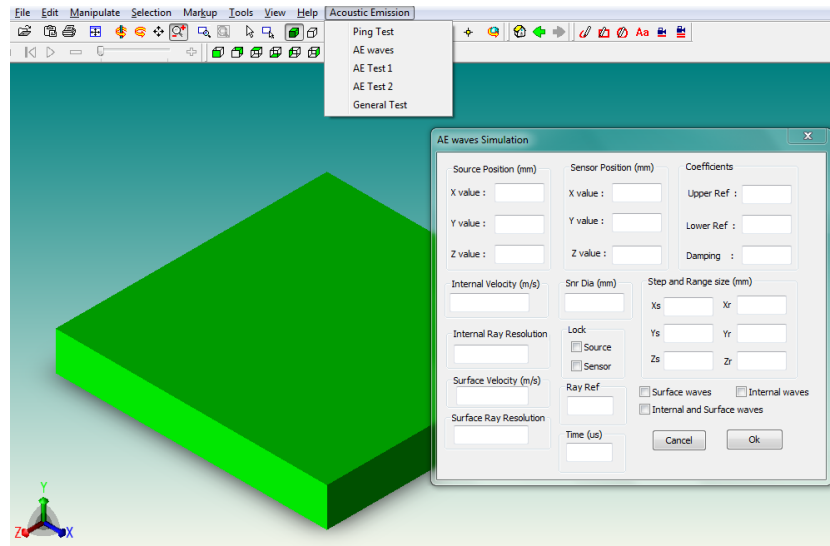 File Edit Manipulate Selection Markup Tools View Help Acoustic Emission
Aa
Ping Test
AE waves
AE Test 1
AE Test 2
General Test
AE waves Simulation
x
Source Position (mm) Sensor Position (mm) Coefficients
X value : X value : Upper Ref :
Y value : Y value : Lower Ref :
Z value : Z value : Damping :
Internal Velocity (m/s) Snr Dia (mm) Step and Range size (mm)
Xs Xr
Internal Ray Resolution Lock Ys Yr
Source
Sensor Zs Zr
Surface Velocity (m/s) Ray Ref Surface waves Internal waves
Internal and Surface waves
Surface Ray Resolution
Time (us) Cancel Ok
Y
Z X